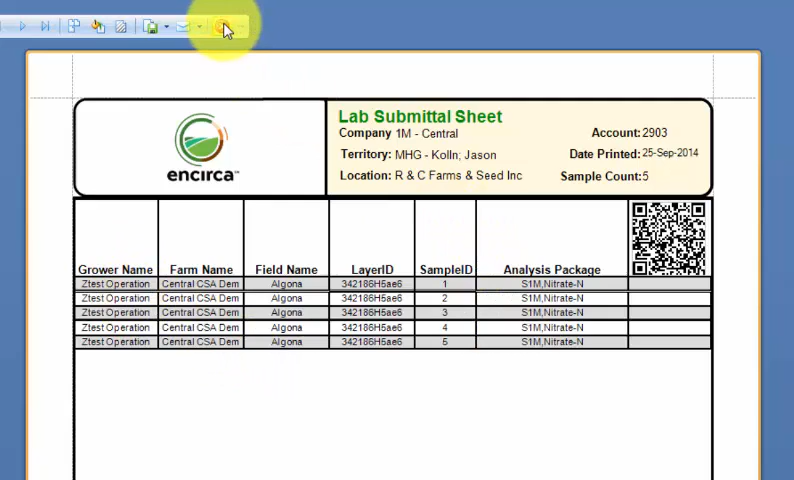 Lab Submittal Sheet
Company 1M - Central
Account: 2903
Territory: MHG - Kolln; Jason
Date Printed: 25-Sep-2014
Location: R & C Farms & Seed Inc
Sample Count: 5
encirca™
Grower Name Farm Name Field Name LayerID SampleID Analysis Package
Ztest Operation Central CSA Dem Algona 342186H5ae6 1 S1M,Nitrate-N
Ztest Operation Central CSA Dem Algona 342186H5ae6 2 S1M,Nitrate-N
Ztest Operation Central CSA Dem Algona 342186H5ae6 3 S1M,Nitrate-N
Ztest Operation Central CSA Dem Algona 342186H5ae6 4 S1M,Nitrate-N
Ztest Operation Central CSA Dem Algona 342186H5ae6 5 S1M,Nitrate-N